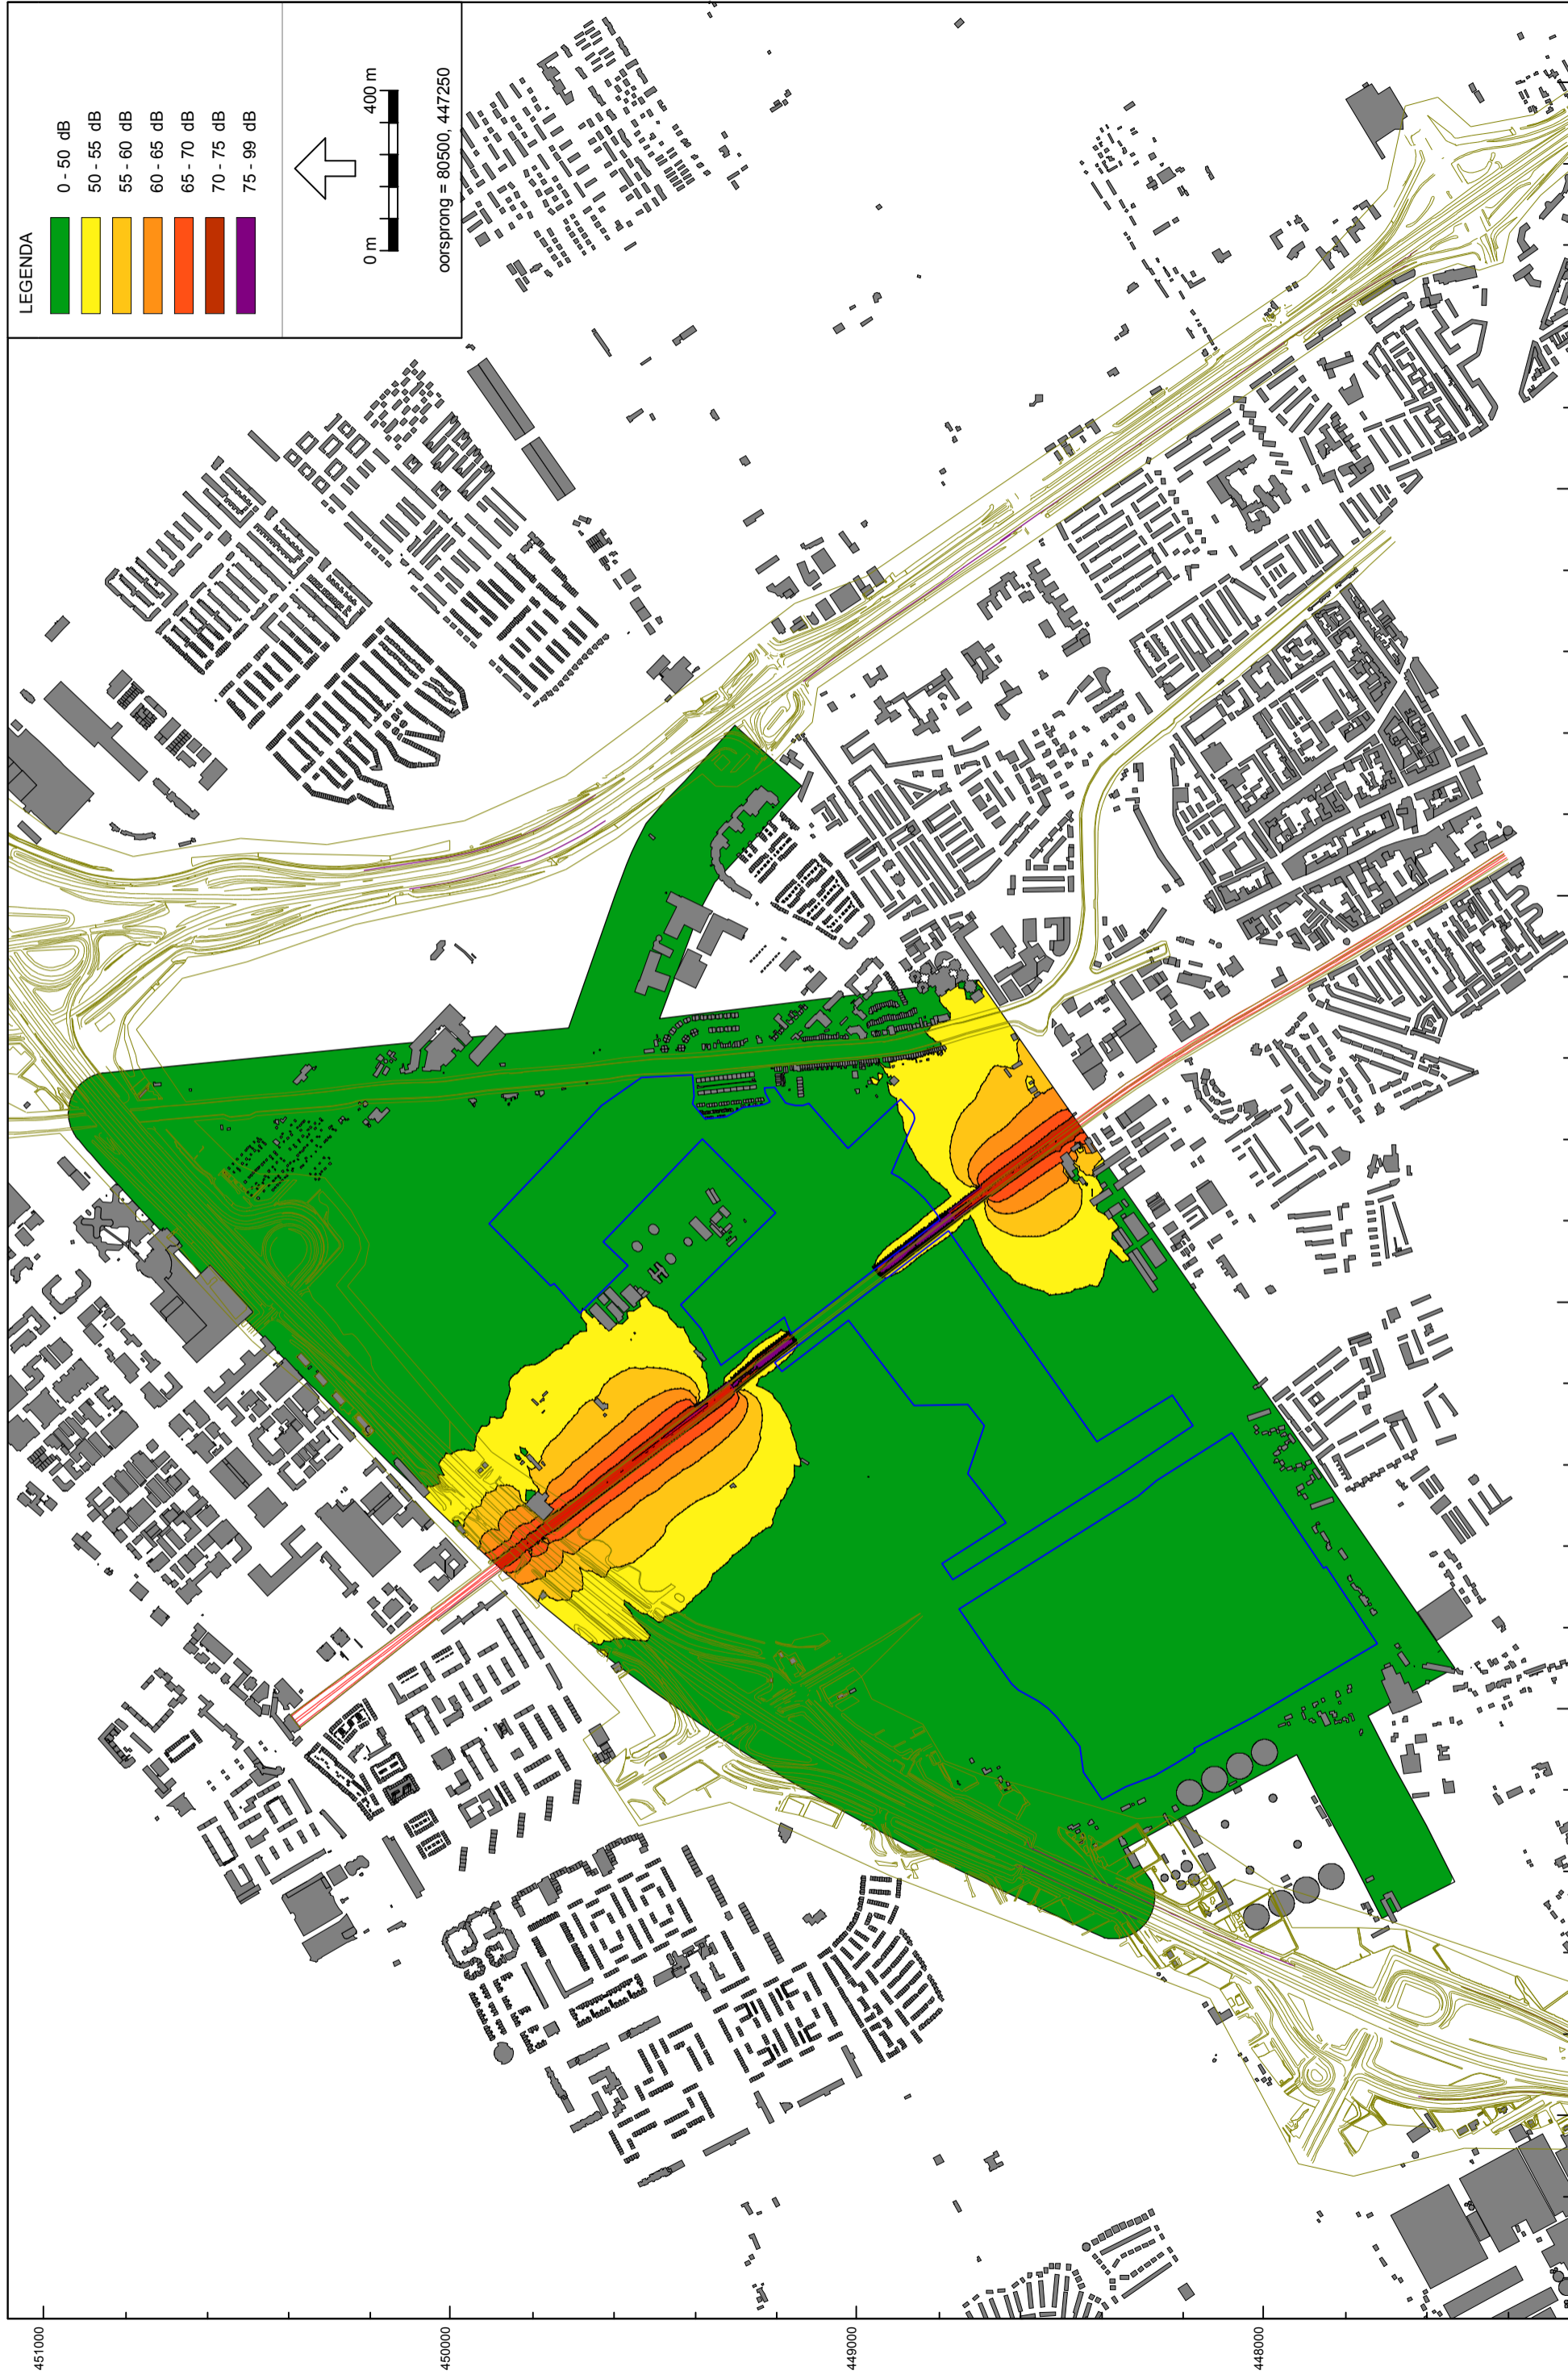 LEGENDA
0 - 50 dB
50 - 55 dB
55 - 60 dB
60 - 65 dB
65 - 70 dB
70 - 75 dB
75 - 99 dB
0 m
400 m
oorsprong = 80500, 447250
451000
450000
449000
448000